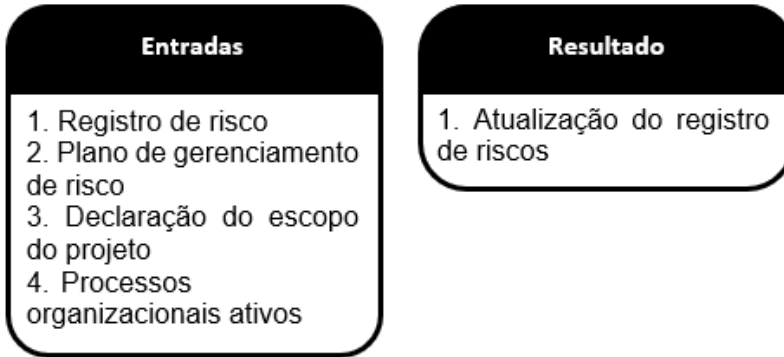 Entradas
1. Registro de risco
2. Plano de gerenciamento
de risco
3. Declaração do escopo
do projeto
4. Processos
organizacionais ativos
Resultado
1. Atualização do registro
de riscos